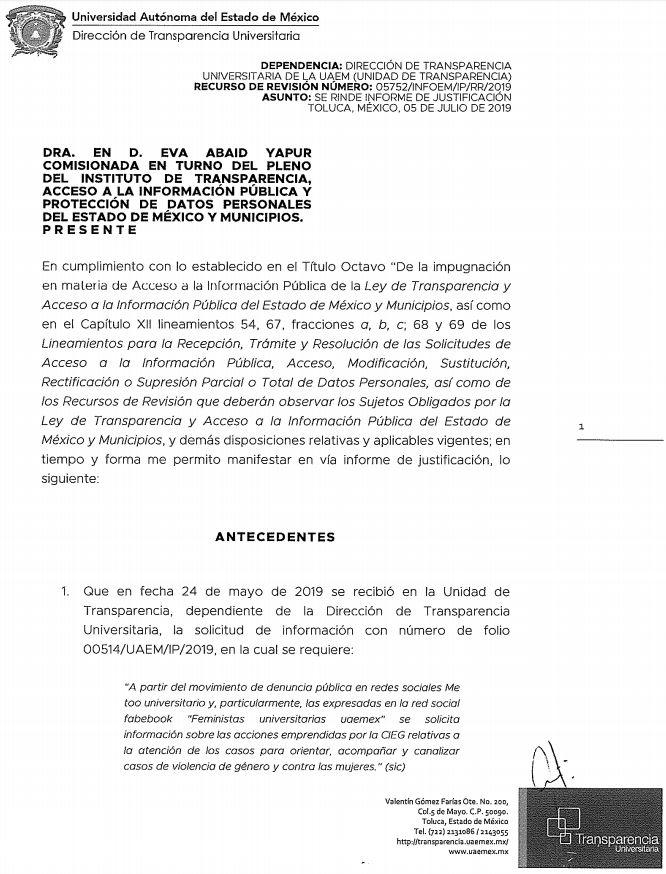 Universidad Autónoma del Estado de México
Dirección de Transparencia Universitaria
DEPENDENCIA: DIRECCIÓN DE TRANSPARENCIA
UNIVERSITARIA DE LA UAEM (UNIDAD DE TRANSPARENCIA)
RECURSO DE REVISIÓN NÚMERO: 05752/INFOEM/IP/RR/2019
ASUNTO: SE RINDE INFORME DE JUSTIFICACIÓN
TOLUCA, MÉXICO, 05 DE JULIO DE 2019
DRA. EN D. EVA ABAID YAPUR
COMISIONADA EN TURNO DEL PLENO
DEL INSTITUTO DE TRANSPARENCIA,
ACCESO A LA INFORMACIÓN PÚBLICA Y
PROTECCIÓN DE DATOS PERSONALES
DEL ESTADO DE MÉXICO Y MUNICIPIOS.
P R E S E N T E
En cumplimiento con lo establecido en el Título Octavo "De la impugnación
en materia de Acceso a la Información Pública de la Ley de Transparencia y
Acceso a la Información Pública del Estado de México y Municipios, así como
en el Capítulo XII lineamientos 54, 67, fracciones a, b, c; 68 y 69 de los
Lineamientos para la Recepción, Trámite y Resolución de las Solicitudes de
Acceso a la Información Pública, Acceso, Modificación, Sustitución,
Rectificación o Supresión Parcial o Total de Datos Personales, así como de
los Recursos de Revisión que deberán observar los Sujetos Obligados por la
Ley de Transparencia y Acceso a la Información Pública del Estado de
México y Municipios, y demás disposiciones relativas y aplicables vigentes; en
tiempo y forma me permito manifestar en vía informe de justificación, lo
siguiente:
1
ANTECEDENTES
1. Que en fecha 24 de mayo de 2019 se recibió en la Unidad de
Transparencia, dependiente de la Dirección de Transparencia
Universitaria, la solicitud de información con número de folio
00514/UAEM/IP/2019, en la cual se requiere:
"A partir del movimiento de denuncia pública en redes sociales Me
too universitario y, particularmente, las expresadas en la red social
fabebook "Feministas universitarias uaemex" se solicita
información sobre las acciones emprendidas por la CIEG relativas a
la atención de los casos para orientar, acompañar y canalizar
casos de violencia de género y contra las mujeres." (sic)
Valentín Gómez Farías Ote. No. 200,
Col.5 de Mayo. C.P. 50090.
Toluca, Estado de México
Tel. (722) 2131086 / 2143055
http://transparencia.uaemex.mx/
www.uaemex.mx
Transparencia
Universitaria